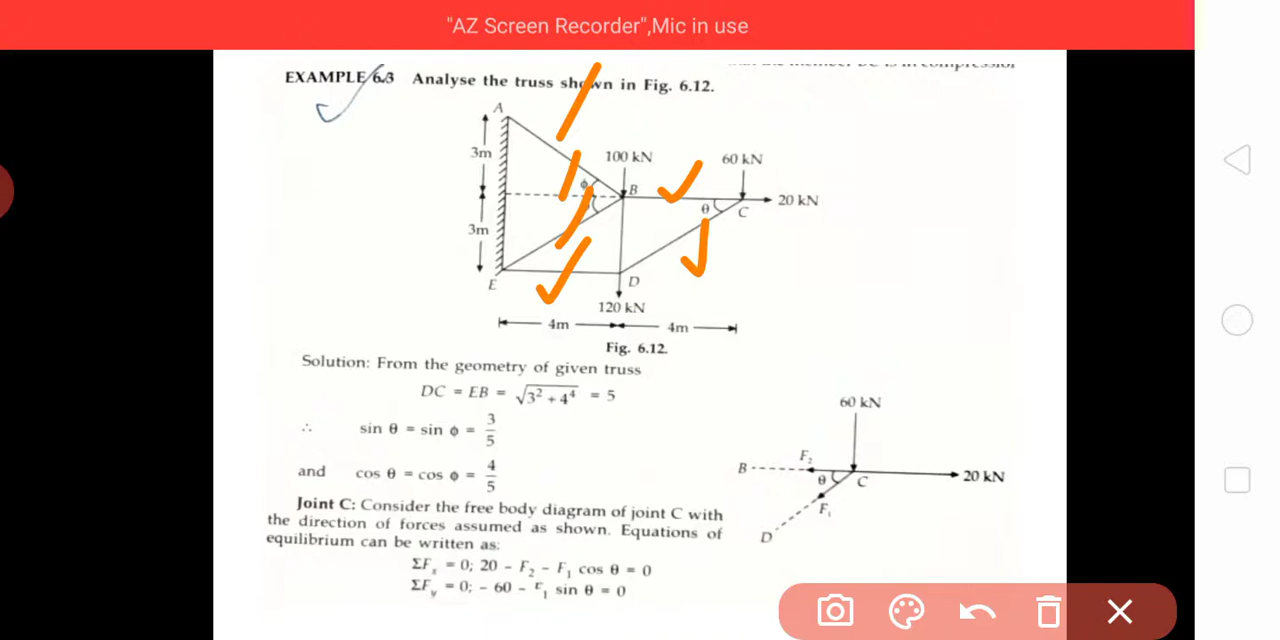 "AZ Screen Recorder",Mic in use
EXAMPLE 6.3 Analyse the truss shown in Fig. 6.12.
A
3m
100 kN
60 kN
ϕ
B
20 kN
θ
C
3m
E
D
120 kN
4m
4m
Fig. 6.12.
Solution: From the geometry of given truss
DC = EB = √3² + 4⁴ = 5
∴ sin θ = sin ϕ = 3/5
and cos θ = cos ϕ = 4/5
60 kN
B
F₂
θ
C
20 kN
F₁
D
Joint C: Consider the free body diagram of joint C with
the direction of forces assumed as shown. Equations of
equilibrium can be written as:
ΣFₓ = 0; 20 − F₂ − F₁ cos θ = 0
ΣFᵧ = 0; − 60 − F₁ sin θ = 0